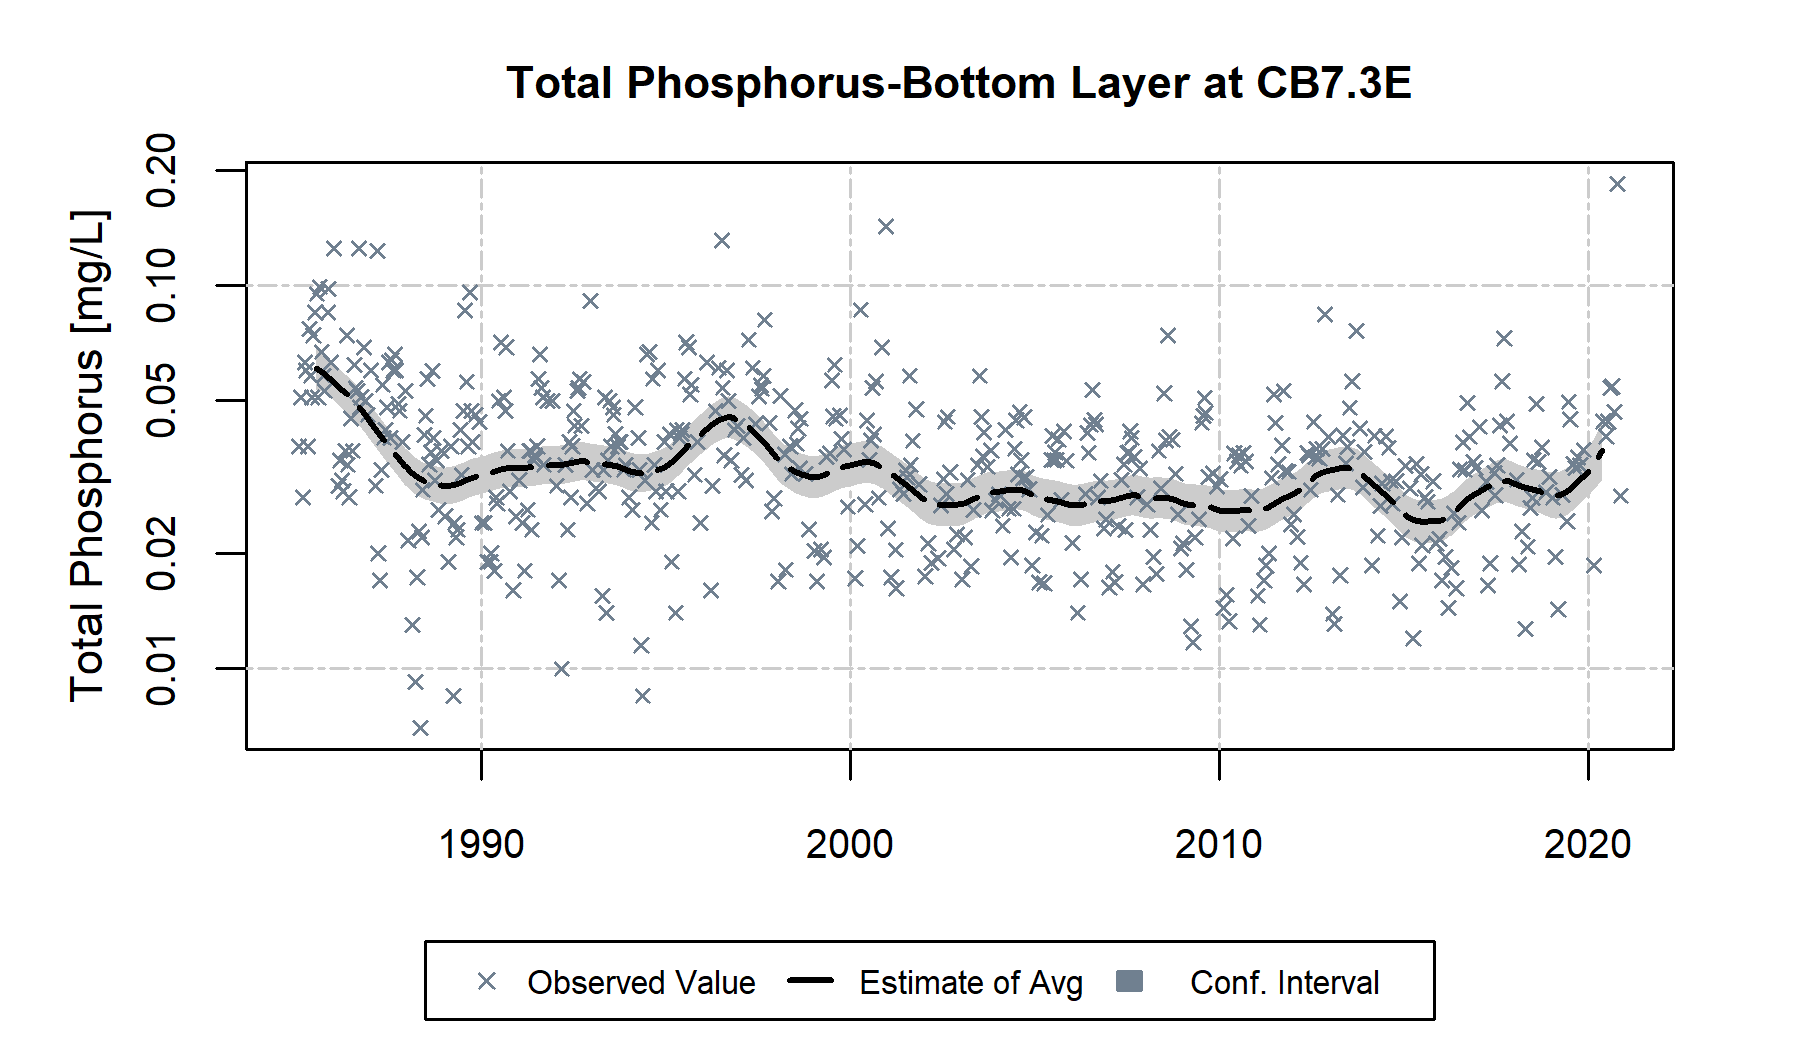 Total Phosphorus-Bottom Layer at CB7.3E
Total Phosphorus [mg/L]
0.20
0.10
0.05
0.02
0.01
1990 2000 2010 2020
Observed Value Estimate of Avg Conf. Interval